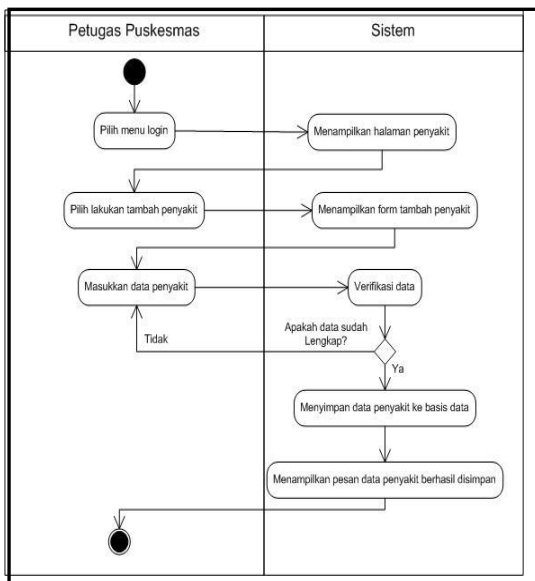 Petugas Puskesmas
Sistem
Pilih menu login
Menampilkan halaman penyakit
Pilih lakukan tambah penyakit
Menampilkan form tambah penyakit
Masukkan data penyakit
Verifikasi data
Apakah data sudah
Lengkap?
Tidak
Ya
Menyimpan data penyakit ke basis data
Menampilkan pesan data penyakit berhasil disimpan